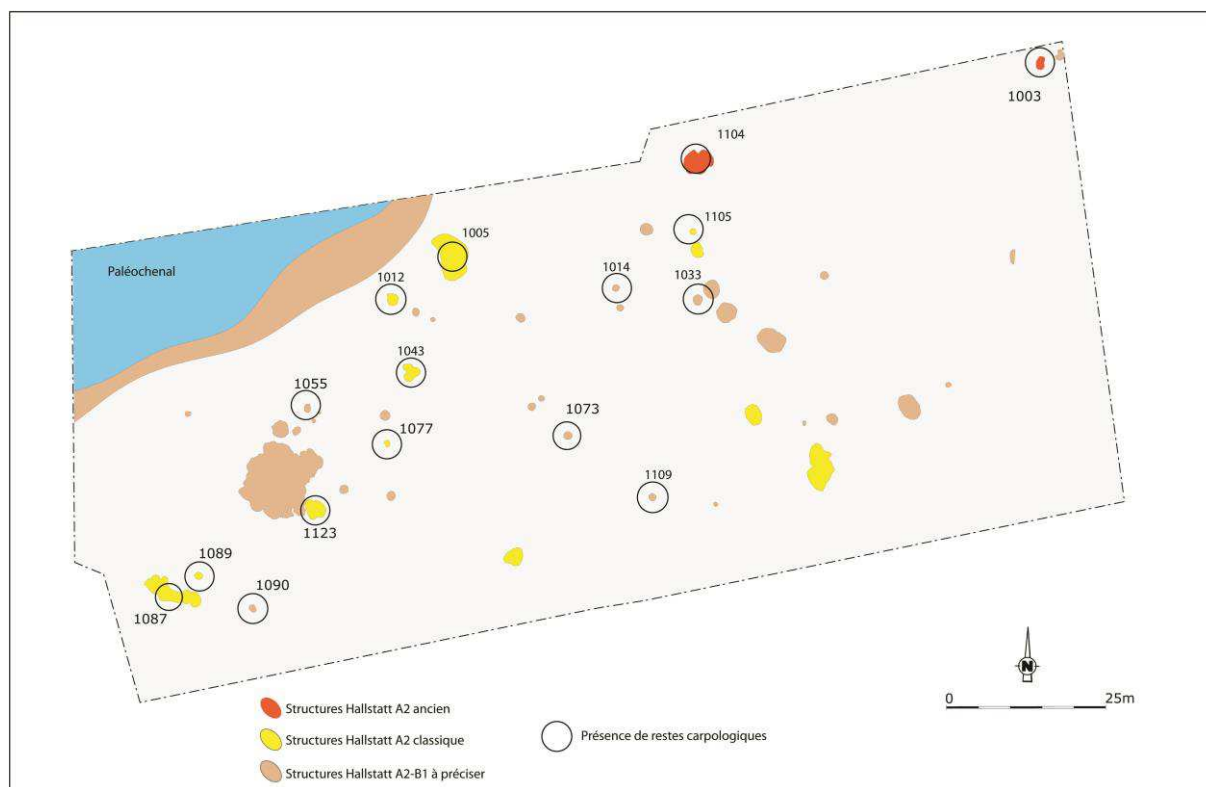 1003
1104
1105
1005
Paléochenal
1012
1014
1033
1043
1055
1073
1077
1109
1123
1089
1090
1087
N
0 25m
Structures Hallstatt A2 ancien
Structures Hallstatt A2 classique
Présence de restes carpologiques
Structures Hallstatt A2-B1 à préciser